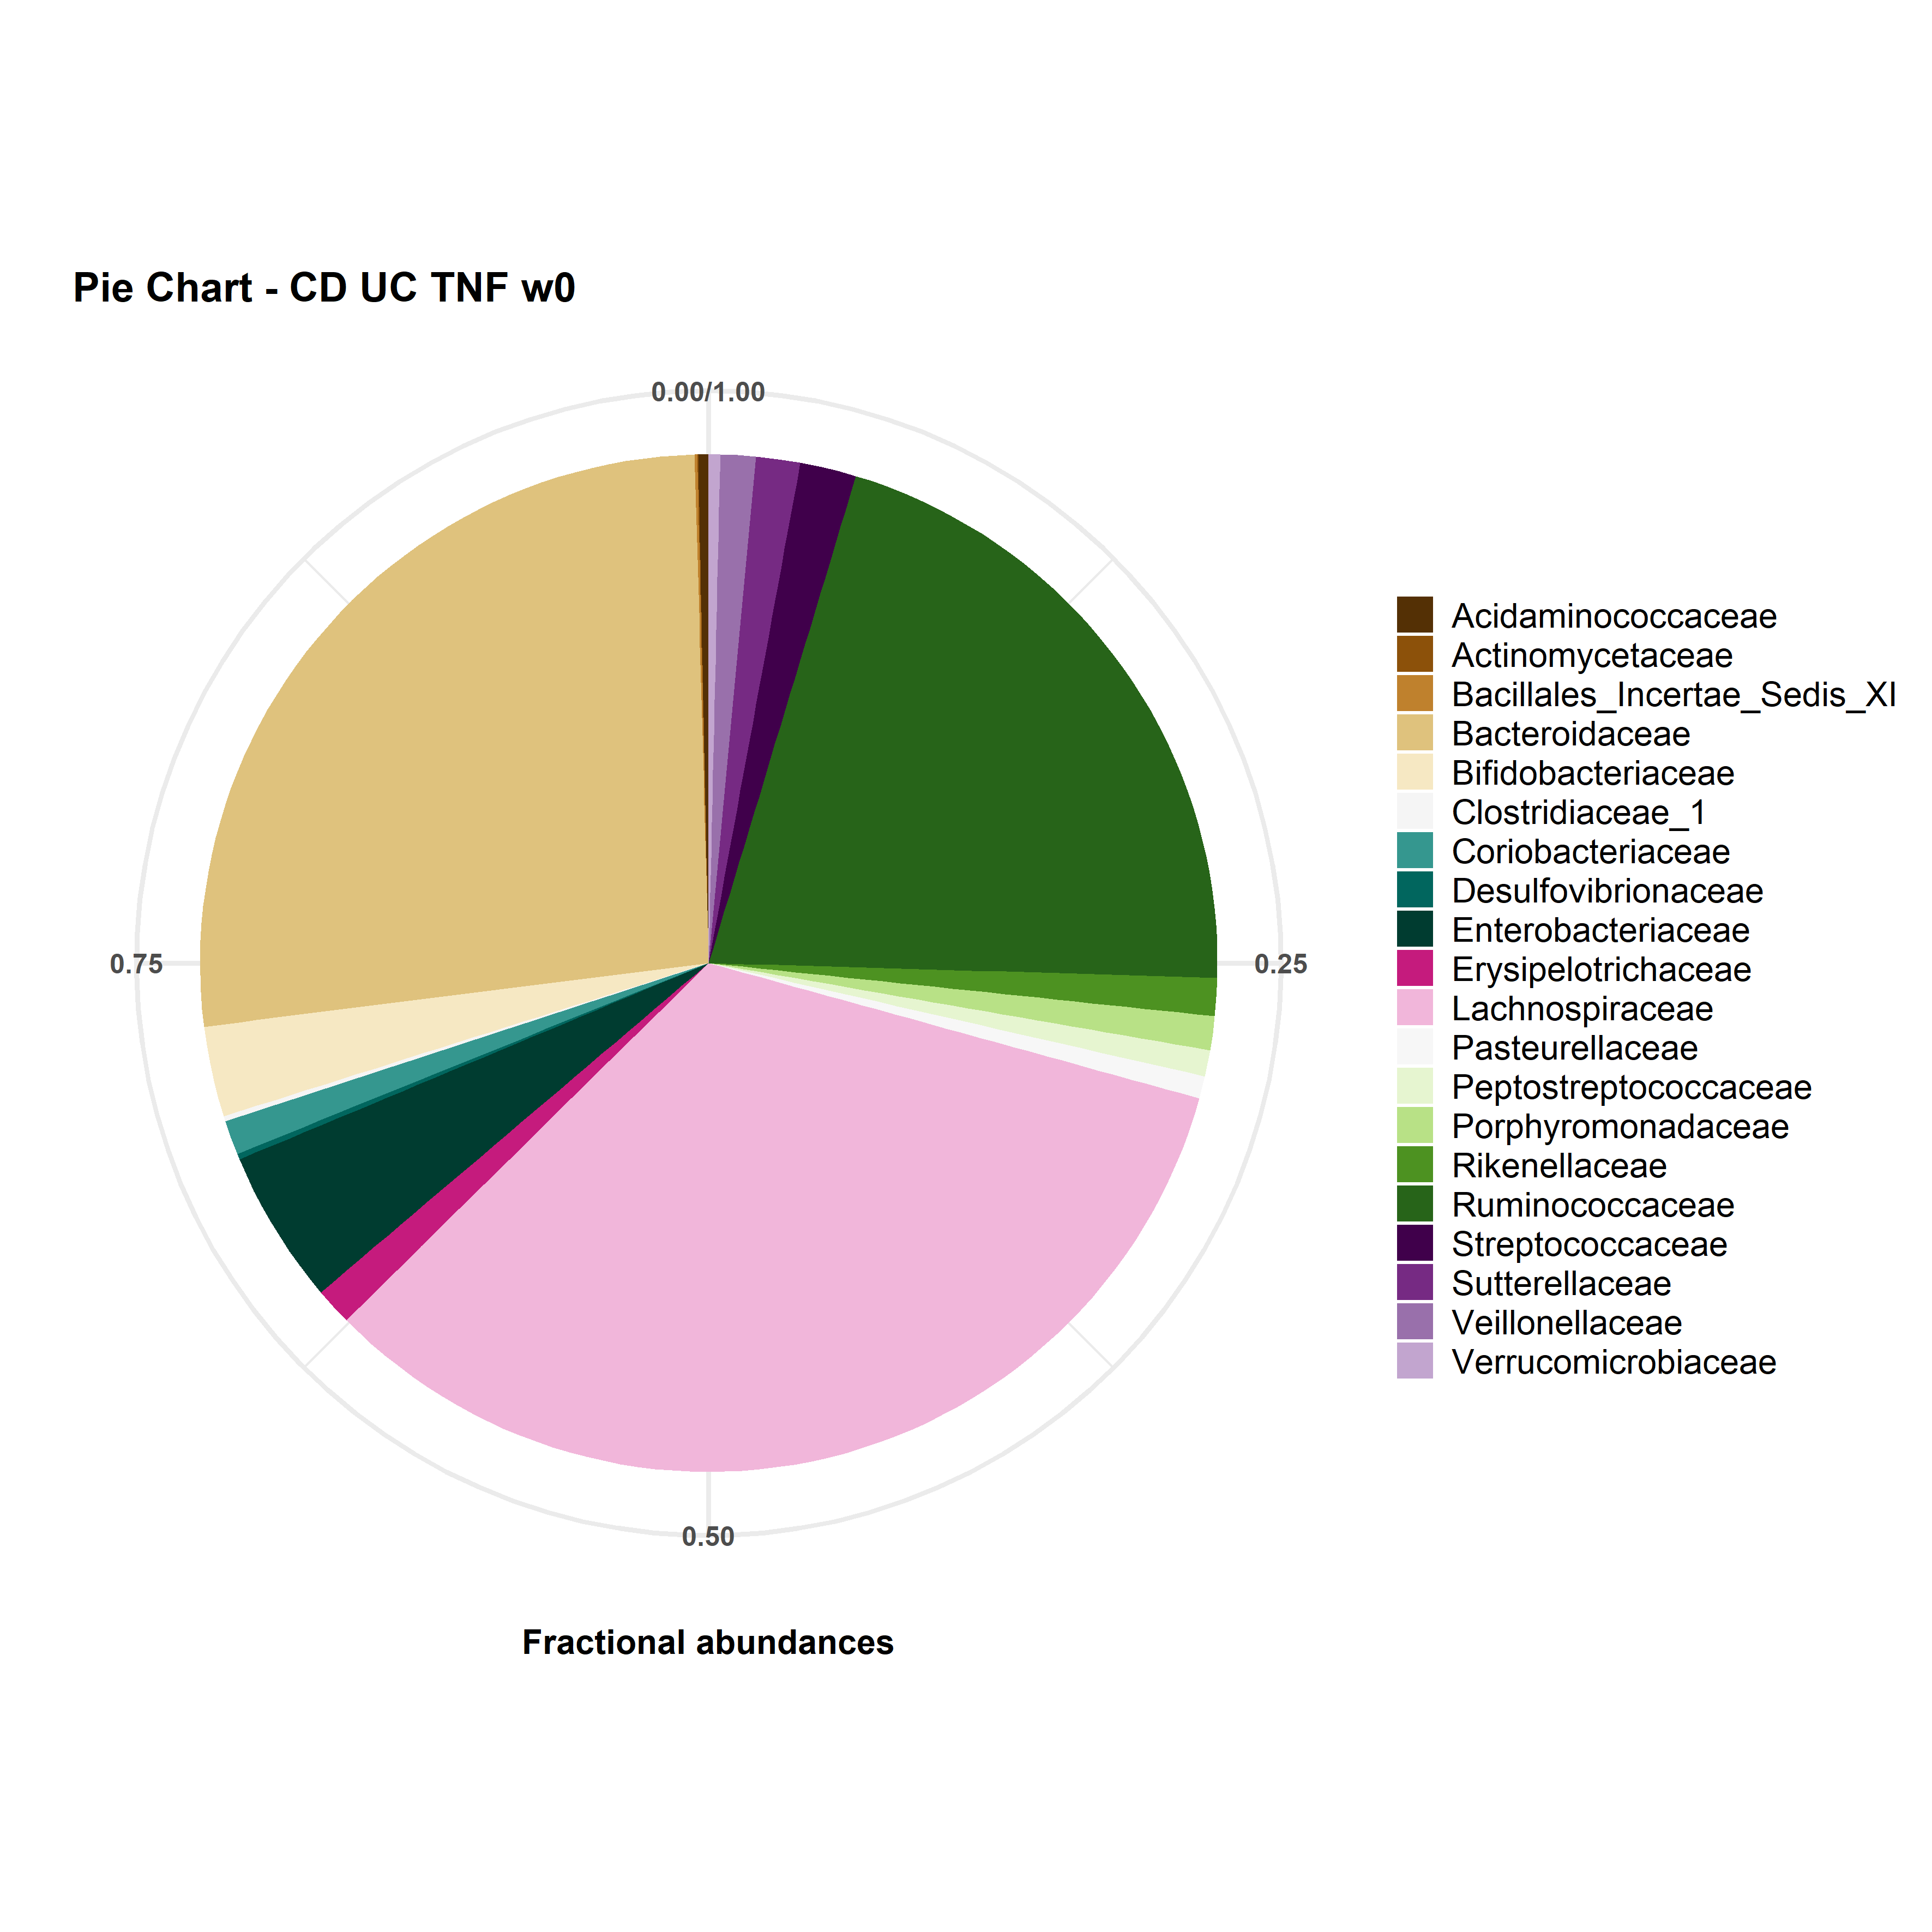 Pie Chart - CD UC TNF w0
0.00/1.00
0.75
0.25
0.50
Fractional abundances
Acidaminococcaceae
Actinomycetaceae
Bacillales_Incertae_Sedis_XI
Bacteroidaceae
Bifidobacteriaceae
Clostridiaceae_1
Coriobacteriaceae
Desulfovibrionaceae
Enterobacteriaceae
Erysipelotrichaceae
Lachnospiraceae
Pasteurellaceae
Peptostreptococcaceae
Porphyromonadaceae
Rikenellaceae
Ruminococcaceae
Streptococcaceae
Sutterellaceae
Veillonellaceae
Verrucomicrobiaceae